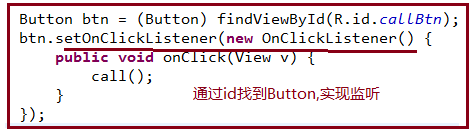 Button btn = (Button) findViewById(R.id.callBtn);
btn.setOnClickListener(new OnClickListener() {
public void onClick(View v) {
call();
}
通过id找到Button,实现监听
});